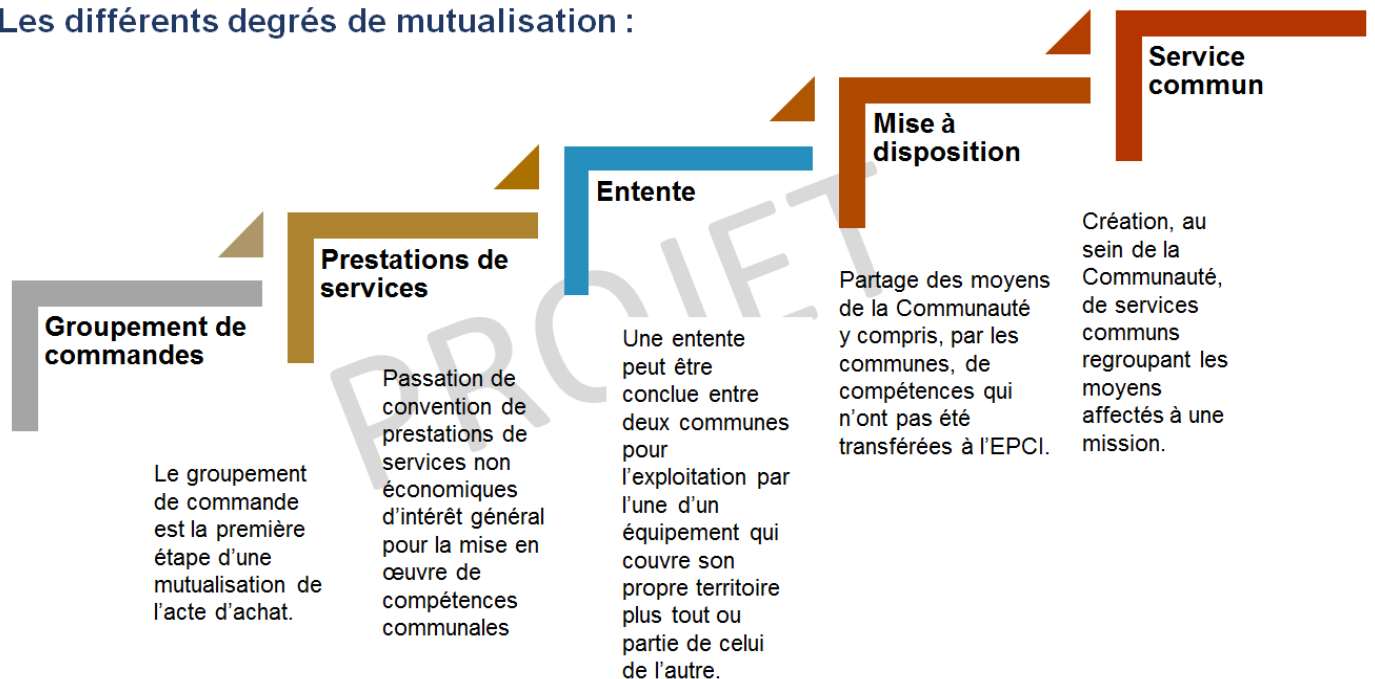 Les différents degrés de mutualisation :
Groupement de
commandes
Le groupement
de commande
est la première
étape d'une
mutualisation de
l'acte d'achat.
Prestations de
services
Passation de
convention de
prestations de
services non
économiques
d'intérêt général
pour la mise en
œuvre de
compétences
communales
Entente
Une entente
peut être
conclue entre
deux communes
pour
l'exploitation par
l'une d'un
équipement qui
couvre son
propre territoire
plus tout ou
partie de celui
de l'autre.
Mise à
disposition
Partage des moyens
de la Communauté
y compris, par les
communes, de
compétences qui
n'ont pas été
transférées à l'EPCI.
Service
commun
Création, au
sein de la
Communauté,
de services
communs
regroupant les
moyens
affectés à une
mission.
PROJET